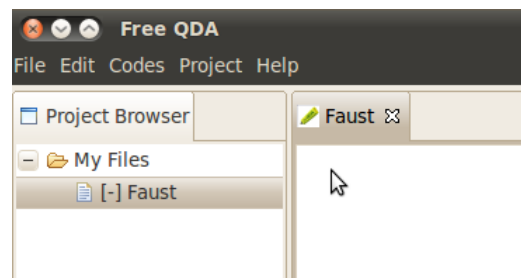 Free QDA
File Edit Codes Project Help
Project Browser
Faust
My Files
[-] Faust